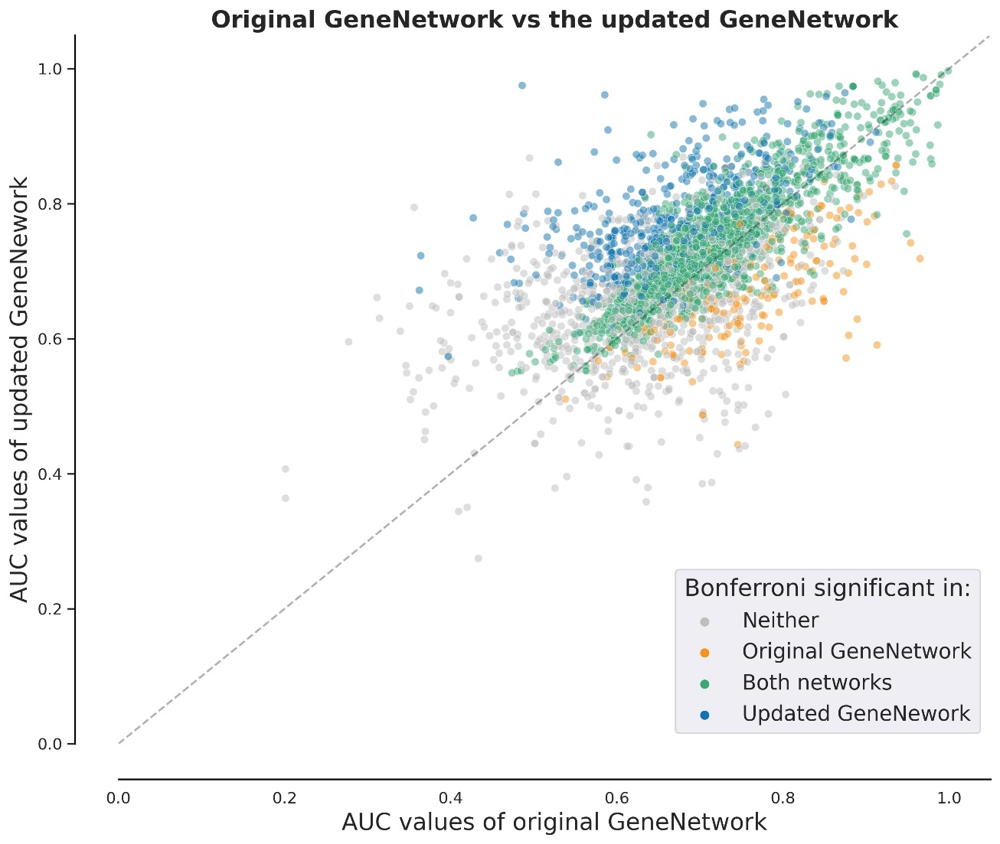 Original GeneNetwork vs the updated GeneNetwork
AUC values of updated GeneNework
1.0
0.8
0.6
0.4
0.2
0.0
Bonferroni significant in:
Neither
Original GeneNetwork
Both networks
Updated GeneNework
0.0 0.2 0.4 0.6 0.8 1.0
AUC values of original GeneNetwork